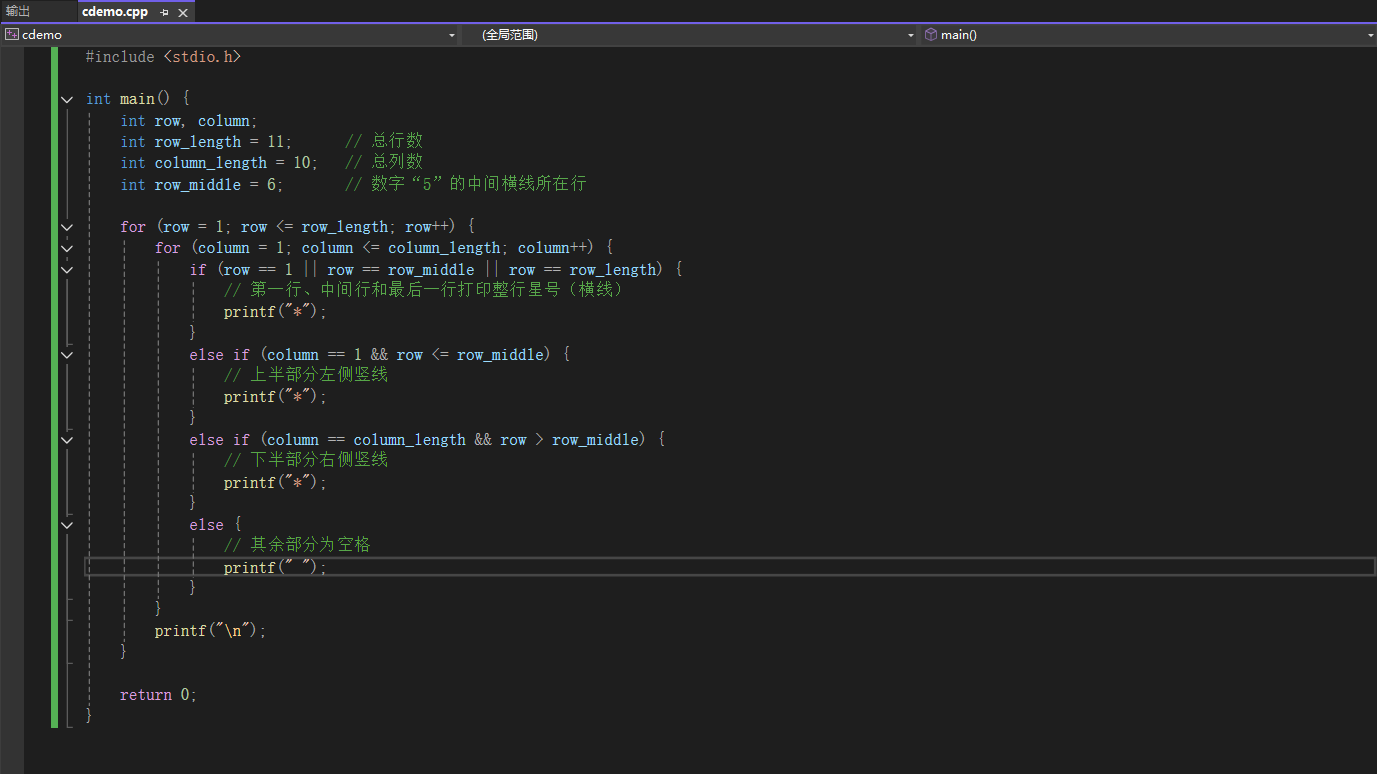 输出 cdemo.cpp
cdemo (全局范围) main()
#include <stdio.h>
int main() {
int row, column;
int row_length = 11; // 总行数
int column_length = 10; // 总列数
int row_middle = 6; // 数字“5”的中间横线所在行
for (row = 1; row <= row_length; row++) {
for (column = 1; column <= column_length; column++) {
if (row == 1 || row == row_middle || row == row_length) {
// 第一行、中间行和最后一行打印整行星号（横线）
printf("*");
}
else if (column == 1 && row <= row_middle) {
// 上半部分左侧竖线
printf("*");
}
else if (column == column_length && row > row_middle) {
// 下半部分右侧竖线
printf("*");
}
else {
// 其余部分为空格
printf(" ");
}
}
printf("\n");
}
return 0;
}